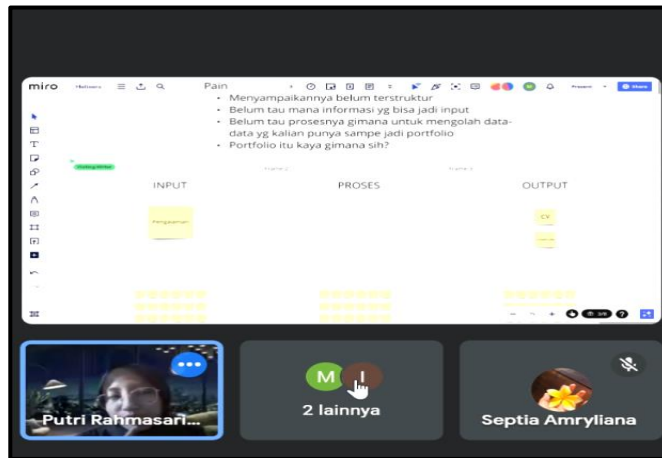 miro
Pain
Present
Share
• Menyampaikannya belum terstruktur
• Belum tau mana informasi yg bisa jadi input
• Belum tau prosesnya gimana untuk mengolah data-
data yg kalian punya sampe jadi portfolio
• Portfolio itu kaya gimana sih?
INPUT PROSES OUTPUT
Pengalaman
CV
M I
Putri Rahmasari...
2 lainnya
Septia Amryliana